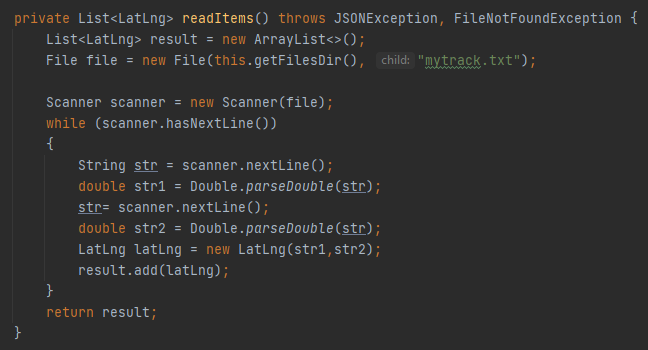 private List<LatLng> readItems() throws JSONException, FileNotFoundException {
    List<LatLng> result = new ArrayList<>();
    File file = new File(this.getFilesDir(), child: "mytrack.txt");

    Scanner scanner = new Scanner(file);
    while (scanner.hasNextLine())
    {
        String str = scanner.nextLine();
        double str1 = Double.parseDouble(str);
        str= scanner.nextLine();
        double str2 = Double.parseDouble(str);
        LatLng latLng = new LatLng(str1,str2);
        result.add(latLng);
    }
    return result;
}